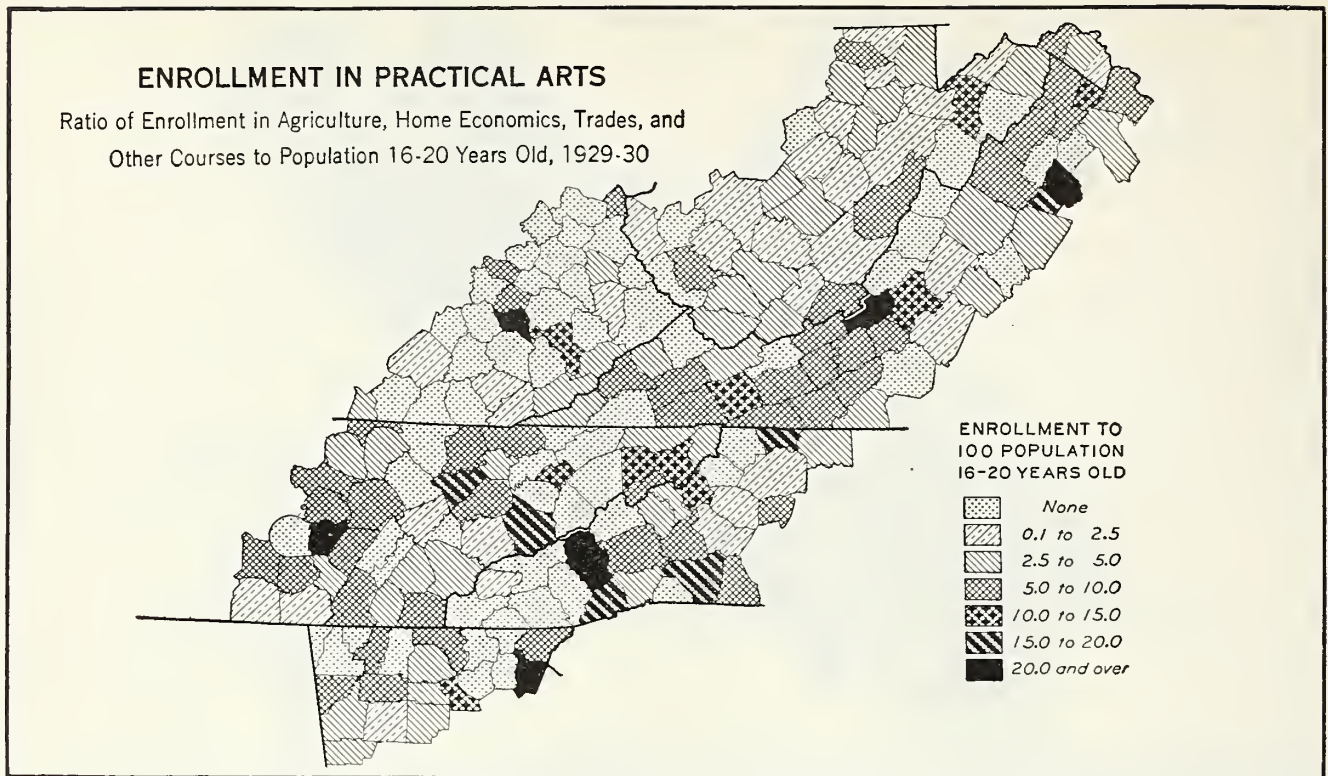 ENROLLMENT IN PRACTICAL ARTS
Ratio of Enrollment in Agriculture, Home Economics, Trades, and
Other Courses to Population 16-20 Years Old, 1929-30
ENROLLMENT TO
100 POPULATION
16-20 YEARS OLD
None
0.1 to 2.5
2.5 to 5.0
5.0 to 10.0
10.0 to 15.0
15.0 to 20.0
20.0 and over